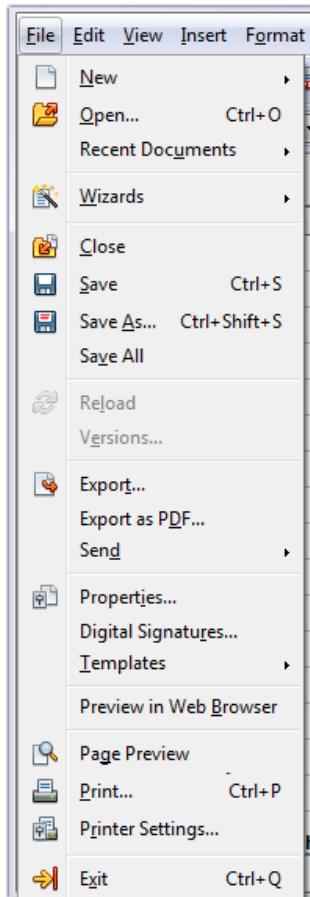 File Edit View Insert Format
New
Open... Ctrl+O
Recent Documents
Wizards
Close
Save Ctrl+S
Save As... Ctrl+Shift+S
Save All
Reload
Versions...
Export...
Export as PDF...
Send
Properties...
Digital Signatures...
Templates
Preview in Web Browser
Page Preview
Print... Ctrl+P
Printer Settings...
Exit Ctrl+Q